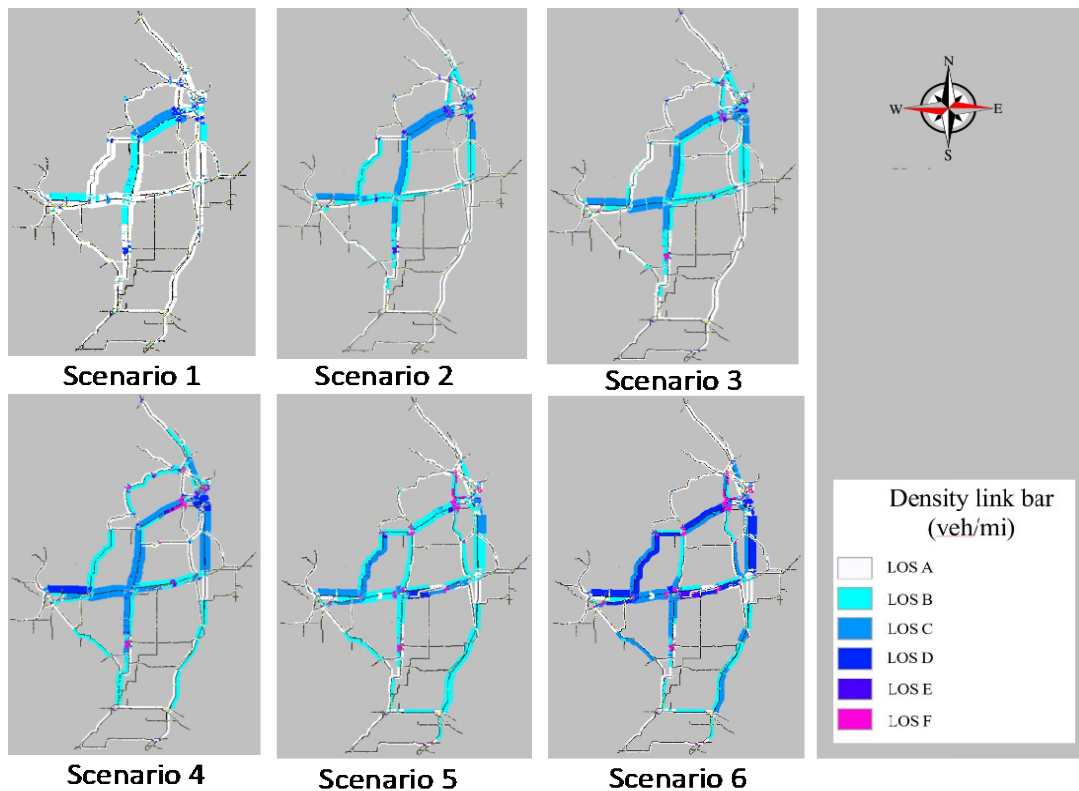 N
W E
S
Scenario 1
Scenario 2
Scenario 3
Scenario 4
Scenario 5
Scenario 6
Density link bar
(veh/mi)
LOS A
LOS B
LOS C
LOS D
LOS E
LOS F